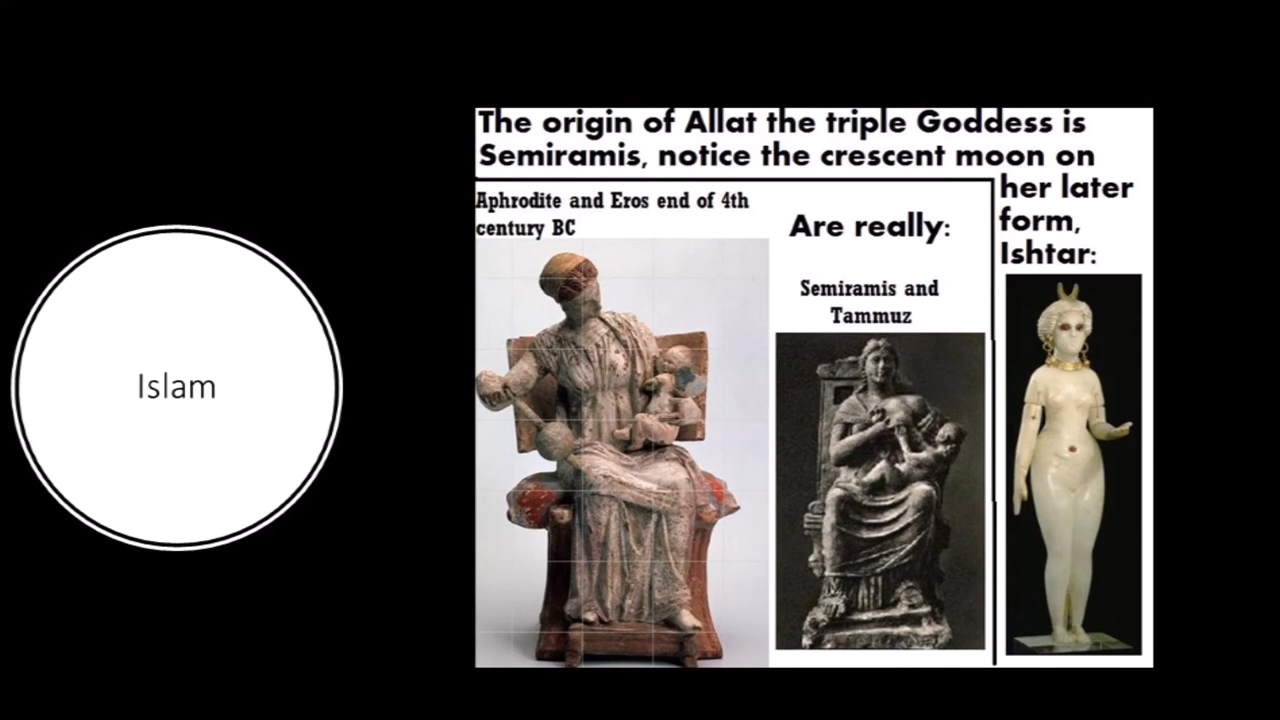 Islam
The origin of Allat the triple Goddess is
Semiramis, notice the crescent moon on
her later
form,
Ishtar:
Aphrodite and Eros end of 4th
century BC
Are really:
Semiramis and
Tammuz